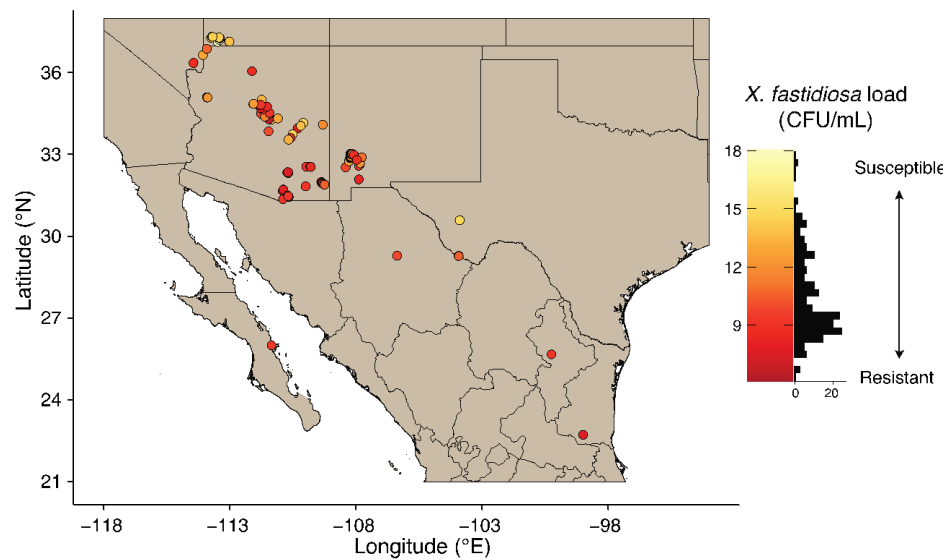 X. fastidiosa load
(CFU/mL)
18
15
12
9
0
20
Susceptible
Resistant
36
33
30
27
24
21
Latitude (°N)
−118
−113
−108
−103
−98
Longitude (°E)